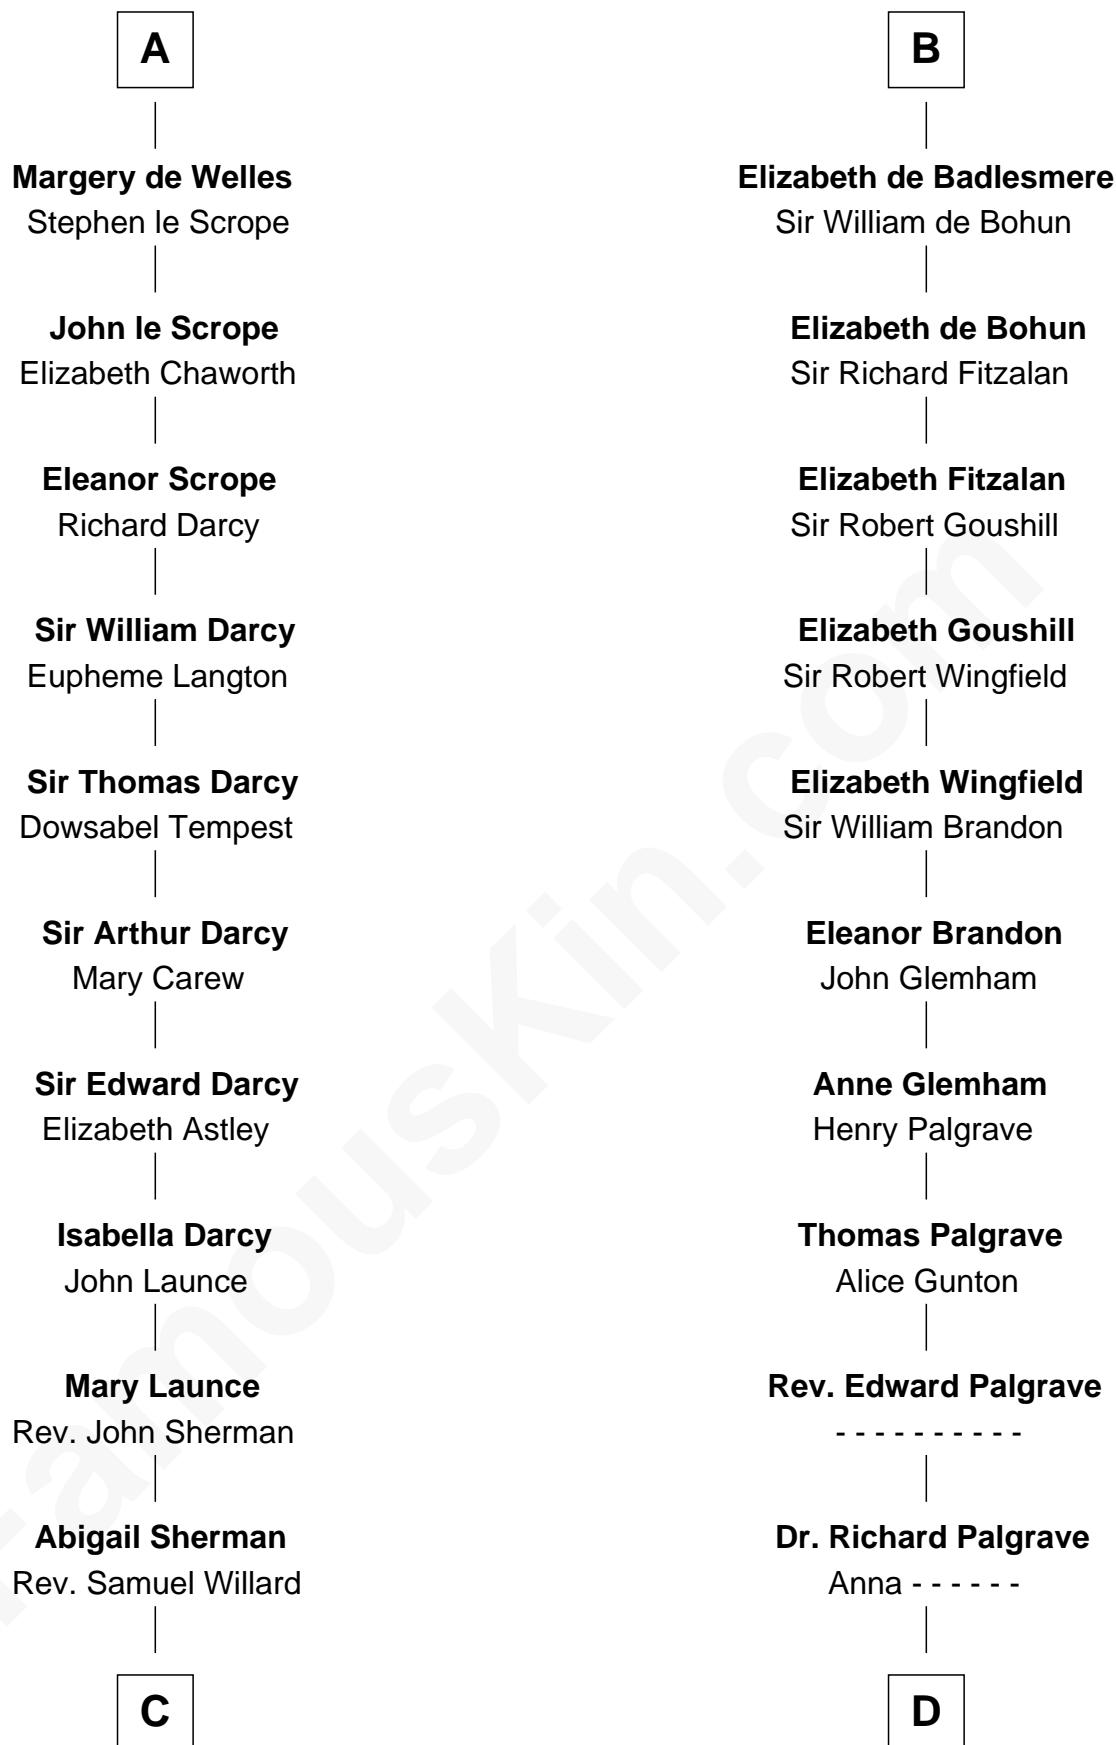 A
Margery de Welles
Stephen le Scrope
John le Scrope
Elizabeth Chaworth
Eleanor Scrope
Richard Darcy
Sir William Darcy
Eupheme Langton
Sir Thomas Darcy
Dowsabel Tempest
Sir Arthur Darcy
Mary Carew
Sir Edward Darcy
Elizabeth Astley
Isabella Darcy
John Launce
Mary Launce
Rev. John Sherman
Abigail Sherman
Rev. Samuel Willard
C
B
Elizabeth de Badlesmere
Sir William de Bohun
Elizabeth de Bohun
Sir Richard Fitzalan
Elizabeth Fitzalan
Sir Robert Goushill
Elizabeth Goushill
Sir Robert Wingfield
Elizabeth Wingfield
Sir William Brandon
Eleanor Brandon
John Glemham
Anne Glemham
Henry Palgrave
Thomas Palgrave
Alice Gunton
Rev. Edward Palgrave
- - - - - - - - - -
Dr. Richard Palgrave
Anna - - - - - -
D
FamousKin.com